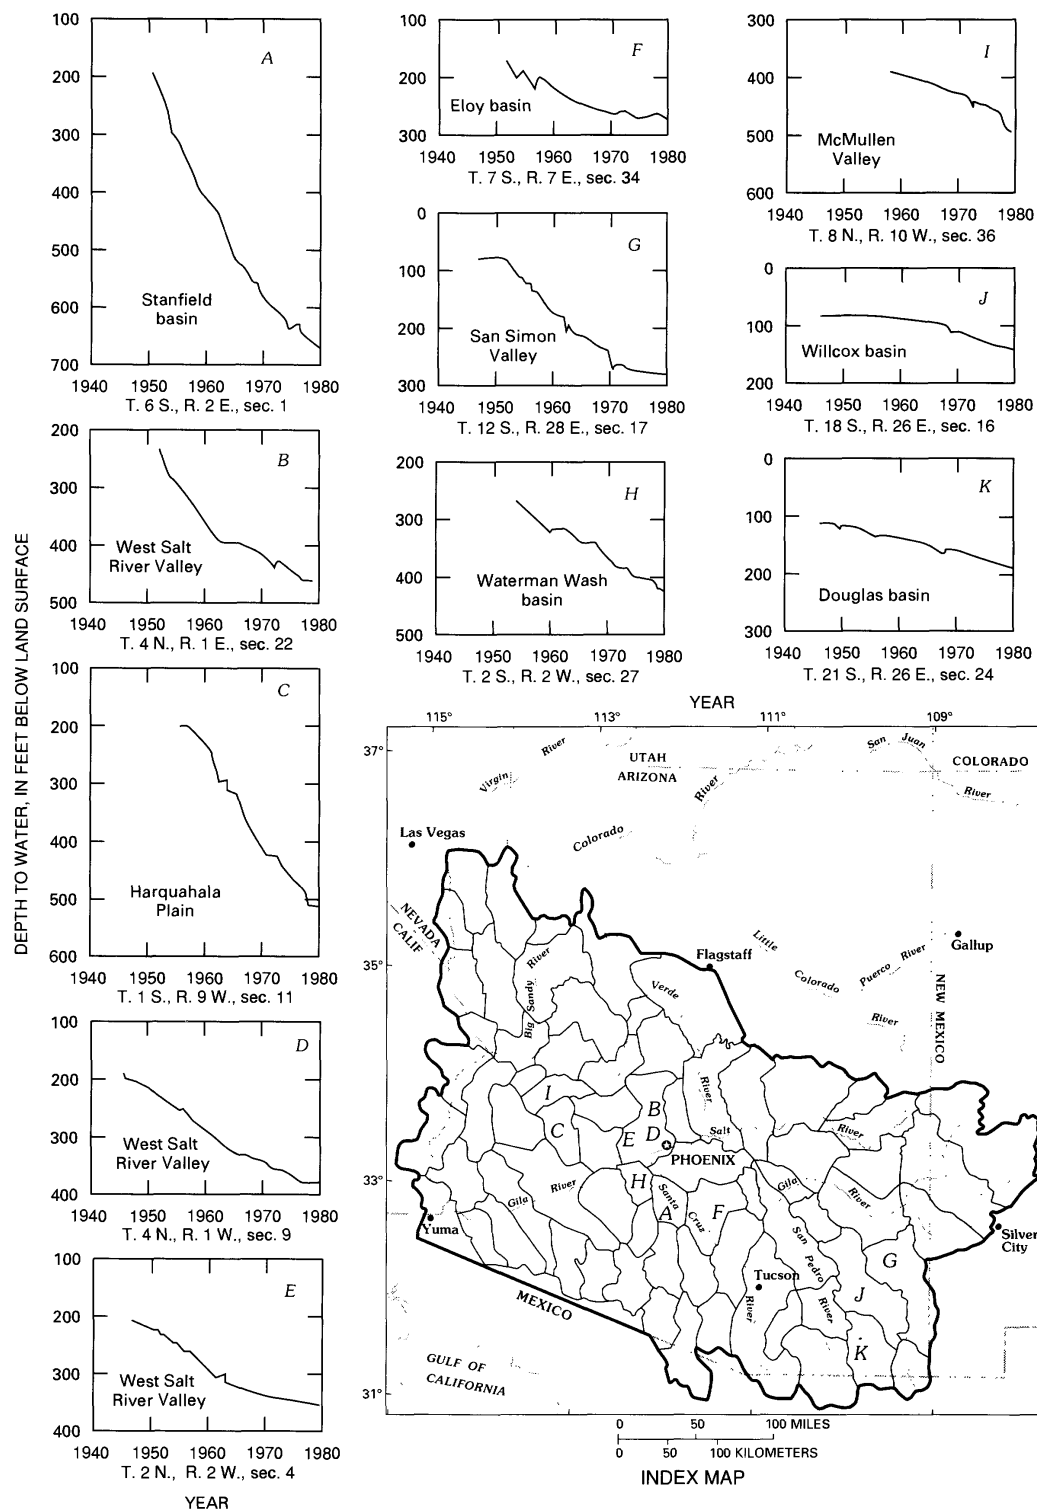 DEPTH TO WATER, IN FEET BELOW LAND SURFACE
100
200
300
400
500
600
700
A
Stanfield
basin
1940 1950 1960 1970 1980
T. 6 S., R. 2 E., sec. 1
200
300
400
500
B
West Salt
River Valley
1940 1950 1960 1970 1980
T. 4 N., R. 1 E., sec. 22
100
200
300
400
500
600
C
Harquahala
Plain
1940 1950 1960 1970 1980
T. 1 S., R. 9 W., sec. 11
100
200
300
400
D
West Salt
River Valley
1940 1950 1960 1970 1980
T. 4 N., R. 1 W., sec. 9
100
200
300
400
E
West Salt
River Valley
1940 1950 1960 1970 1980
T. 2 N., R. 2 W., sec. 4
YEAR
100
200
300
F
Eloy basin
1940 1950 1960 1970 1980
T. 7 S., R. 7 E., sec. 34
0
100
200
300
G
San Simon
Valley
1940 1950 1960 1970 1980
T. 12 S., R. 28 E., sec. 17
200
300
400
500
H
Waterman Wash
basin
1940 1950 1960 1970 1980
T. 2 S., R. 2 W., sec. 27
300
400
500
600
I
McMullen
Valley
1940 1950 1960 1970 1980
T. 8 N., R. 10 W., sec. 36
0
100
200
J
Willcox basin
1940 1950 1960 1970 1980
T. 18 S., R. 26 E., sec. 16
0
100
200
300
K
Douglas basin
1940 1950 1960 1970 1980
T. 21 S., R. 26 E., sec. 24
YEAR
115° 113° 111° 109°
37°
35°
33°
31°
Virgin River
UTAH
ARIZONA
River
San Juan
COLORADO
River
Las Vegas
Colorado
NEVADA
CALIF
Little
Colorado
Puerco River
River
Gallup
Flagstaff
NEW MEXICO
Big Sandy River
Verde
River
I
C
B
E
D
Salt
PHOENIX
River
H
Gila River
Santa
Cruz
A
F
Gila
River
Yuma
San Pedro
River
G
Silver
City
Tucson
River
J
K
MEXICO
GULF OF
CALIFORNIA
0 50 100 MILES
0 50 100 KILOMETERS
INDEX MAP